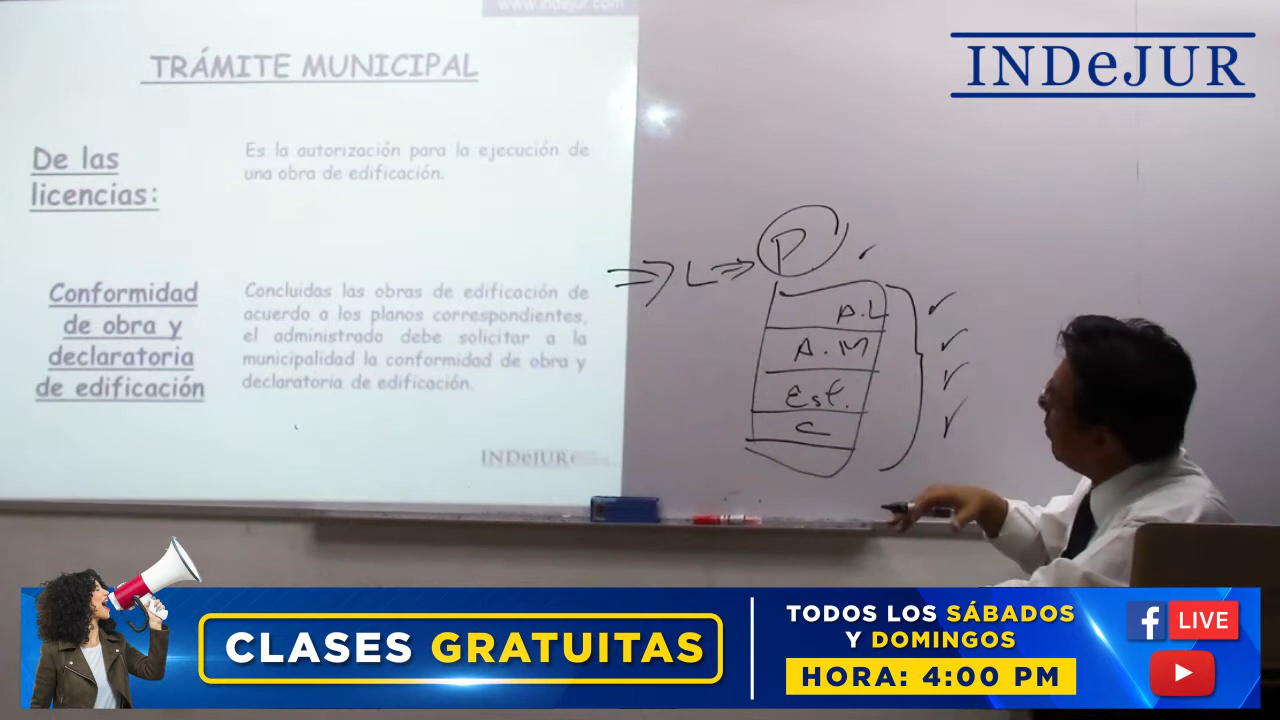 www.indejur.com
INDeJUR
TRÁMITE MUNICIPAL
De las
licencias:
Es la autorización para la ejecución de
una obra de edificación.
Conformidad
de obra y
declaratoria
de edificación
Concluidas las obras de edificación de
acuerdo a los planos correspondientes,
el administrado debe solicitar a la
municipalidad la conformidad de obra y
declaratoria de edificación.
INDeJUR
L
P
A.L
A.M
Est.
C
CLASES GRATUITAS
TODOS LOS SÁBADOS
Y DOMINGOS
HORA: 4:00 PM
f LIVE